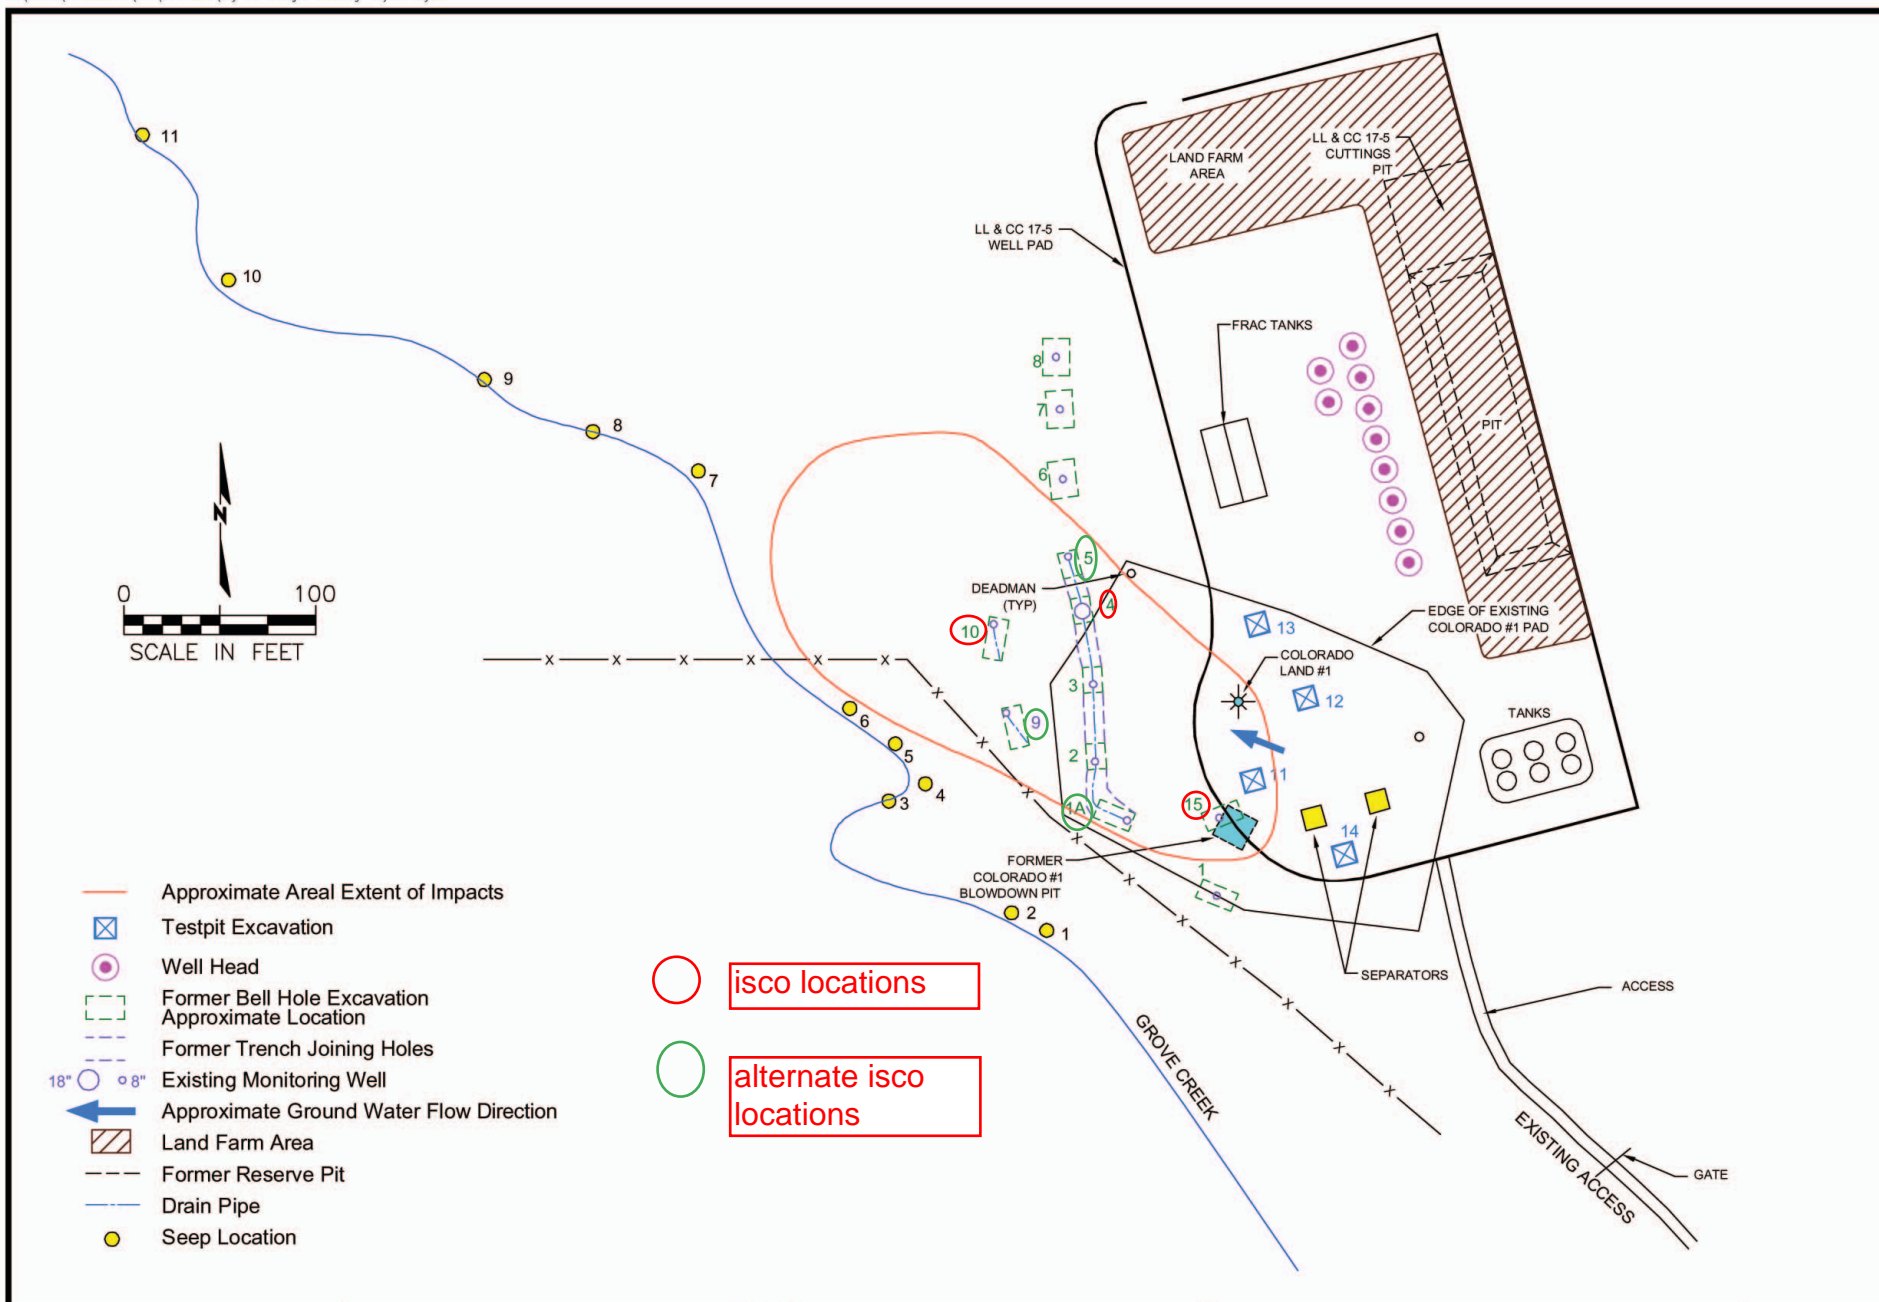 11
10
9
8
7
6
5
4
3
2
1
N
0 100
SCALE IN FEET
LAND FARM
AREA
LL & CC 17-5
CUTTINGS
PIT
LL & CC 17-5
WELL PAD
FRAC TANKS
PIT
8
7
6
5
DEADMAN
(TYP)
4
10
3
9
2
1A
15
1
13
12
11
14
EDGE OF EXISTING
COLORADO #1 PAD
COLORADO
LAND #1
TANKS
FORMER
COLORADO #1
BLOWDOWN PIT
SEPARATORS
ACCESS
GATE
EXISTING ACCESS
GROVE CREEK
X X X X X X
X X X X X X X X X X
Approximate Areal Extent of Impacts
Testpit Excavation
Well Head
Former Bell Hole Excavation
Approximate Location
Former Trench Joining Holes
18" 8" Existing Monitoring Well
Approximate Ground Water Flow Direction
Land Farm Area
Former Reserve Pit
Drain Pipe
Seep Location
isco locations
alternate isco
locations